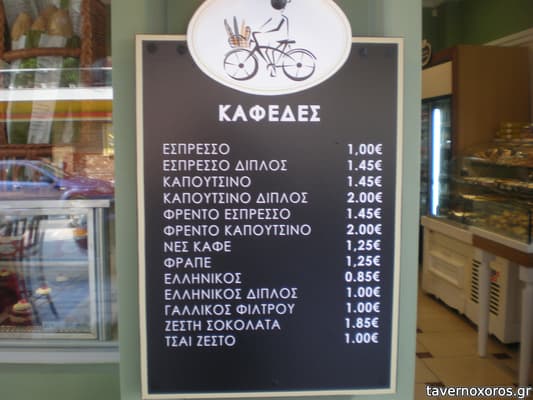 ΚΑΦΕΔΕΣ
ΕΣΠΡΕΣΣΟ 1,00€
ΕΣΠΡΕΣΣΟ ΔΙΠΛΟΣ 1.45€
ΚΑΠΟΥΤΣΙΝΟ 1.45€
ΚΑΠΟΥΤΣΙΝΟ ΔΙΠΛΟΣ 2.00€
ΦΡΕΝΤΟ ΕΣΠΡΕΣΣΟ 1.45€
ΦΡΕΝΤΟ ΚΑΠΟΥΤΣΙΝΟ 2.00€
ΝΕΣ ΚΑΦΕ 1,25€
ΦΡΑΠΕ 1,25€
ΕΛΛΗΝΙΚΟΣ 0.85€
ΕΛΛΗΝΙΚΟΣ ΔΙΠΛΟΣ 1.00€
ΓΑΛΛΙΚΟΣ ΦΙΛΤΡΟΥ 1.00€
ΖΕΣΤΗ ΣΟΚΟΛΑΤΑ 1.85€
ΤΣΑΙ ΖΕΣΤΟ 1.00€
tavernoxoros.gr